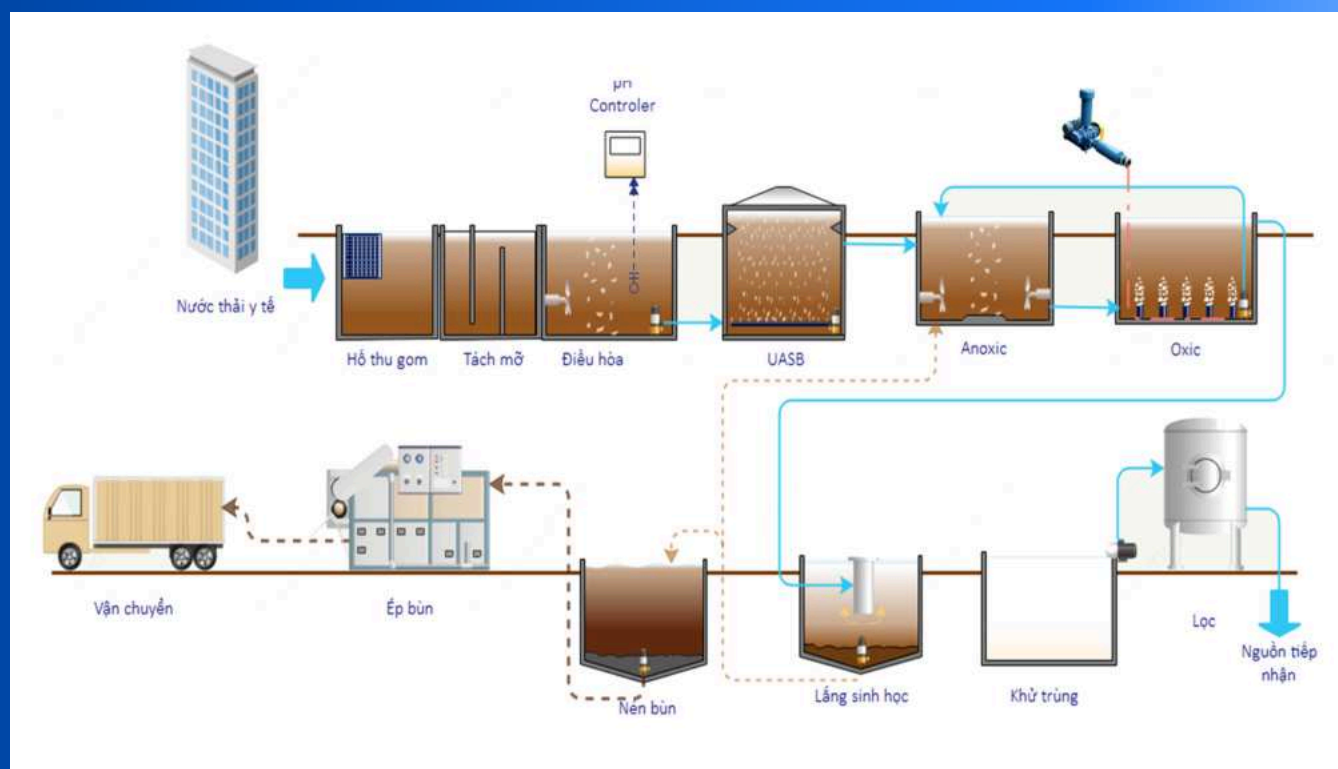 Controler
Nước thải y tế
Hố thu gom
Tách mỡ
Điều hòa
UASB
Anoxic
Oxic
Vận chuyển
Ép bùn
Nén bùn
Lắng sinh học
Khử trùng
Lọc
Nguồn tiếp
nhận